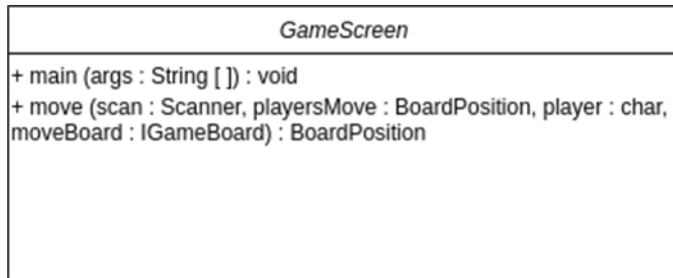 GameScreen
+ main (args : String [ ]) : void
+ move (scan : Scanner, playersMove : BoardPosition, player : char,
moveBoard : IGameBoard) : BoardPosition